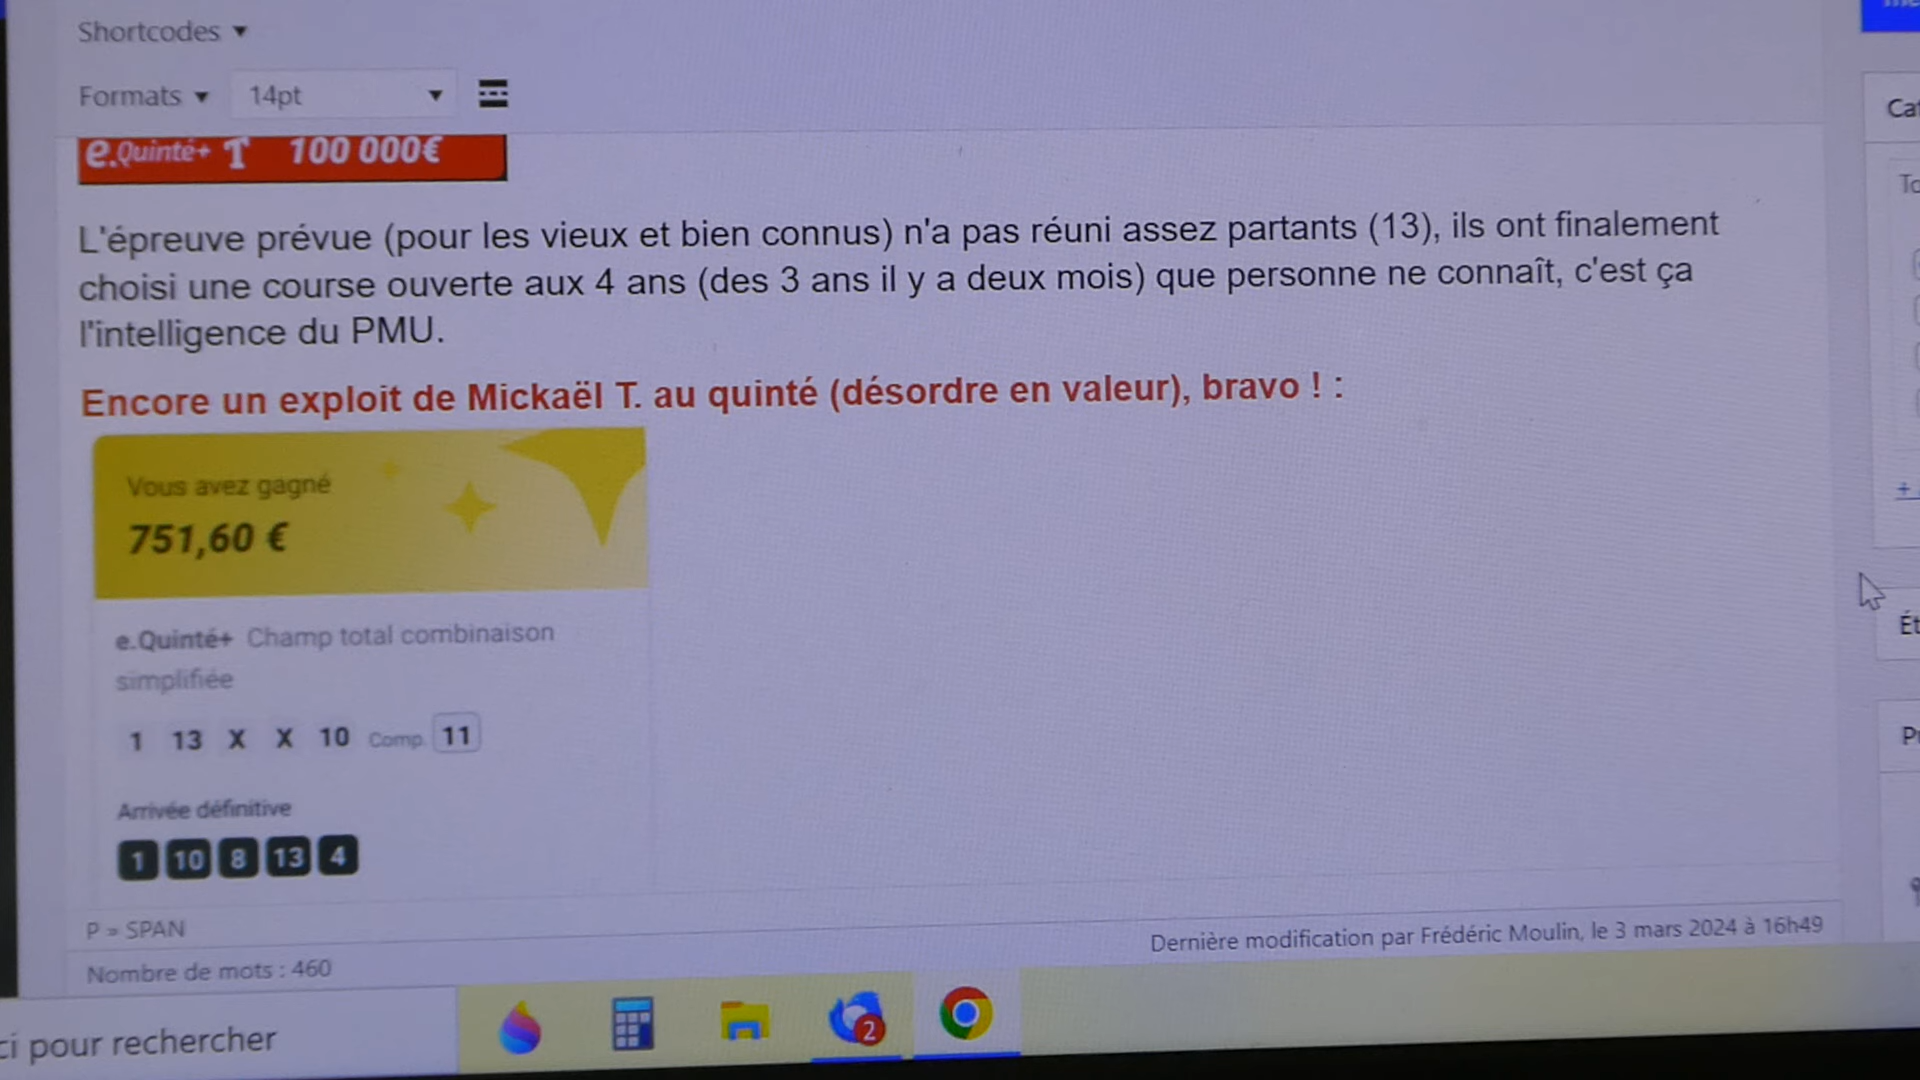 Shortcodes
Formats 14pt
e.Quinté+ T 100 000€
L'épreuve prévue (pour les vieux et bien connus) n'a pas réuni assez partants (13), ils ont finalement
choisi une course ouverte aux 4 ans (des 3 ans il y a deux mois) que personne ne connaît, c'est ça
l'intelligence du PMU.
Encore un exploit de Mickaël T. au quinté (désordre en valeur), bravo ! :
Vous avez gagné
751,60 €
e.Quinté+ Champ total combinaison
simplifiée
1 13 X X 10 Comp. 11
Arrivée définitive
1 10 8 13 4
P » SPAN
Dernière modification par Frédéric Moulin, le 3 mars 2024 à 16h49
Nombre de mots : 460
ci pour rechercher
2